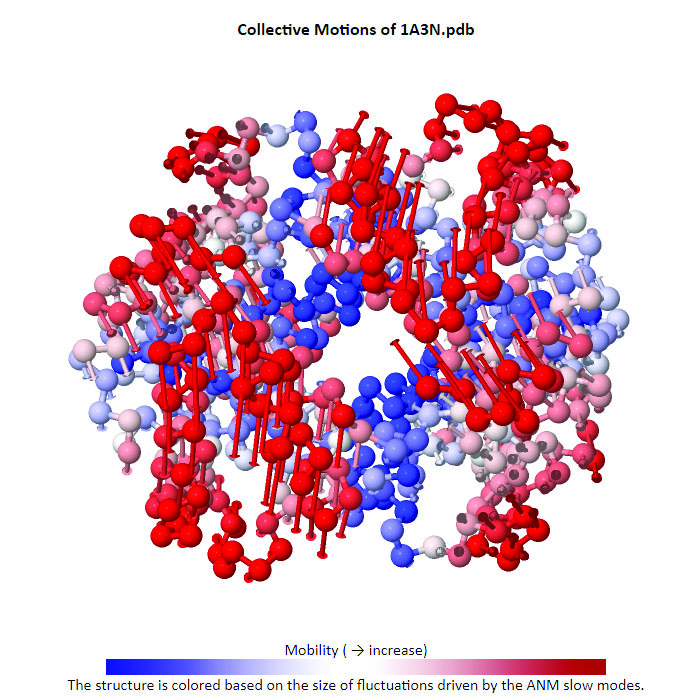 Collective Motions of 1A3N.pdb
Mobility ( → increase)
The structure is colored based on the size of fluctuations driven by the ANM slow modes.